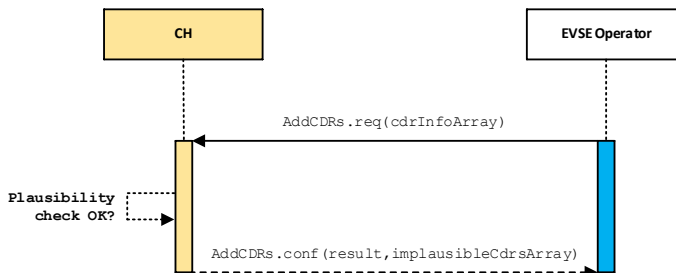 CH
EVSE Operator
AddCDRs.req(cdrInfoArray)
Plausibility
check OK?
AddCDRs.conf(result,implausibleCdrsArray)